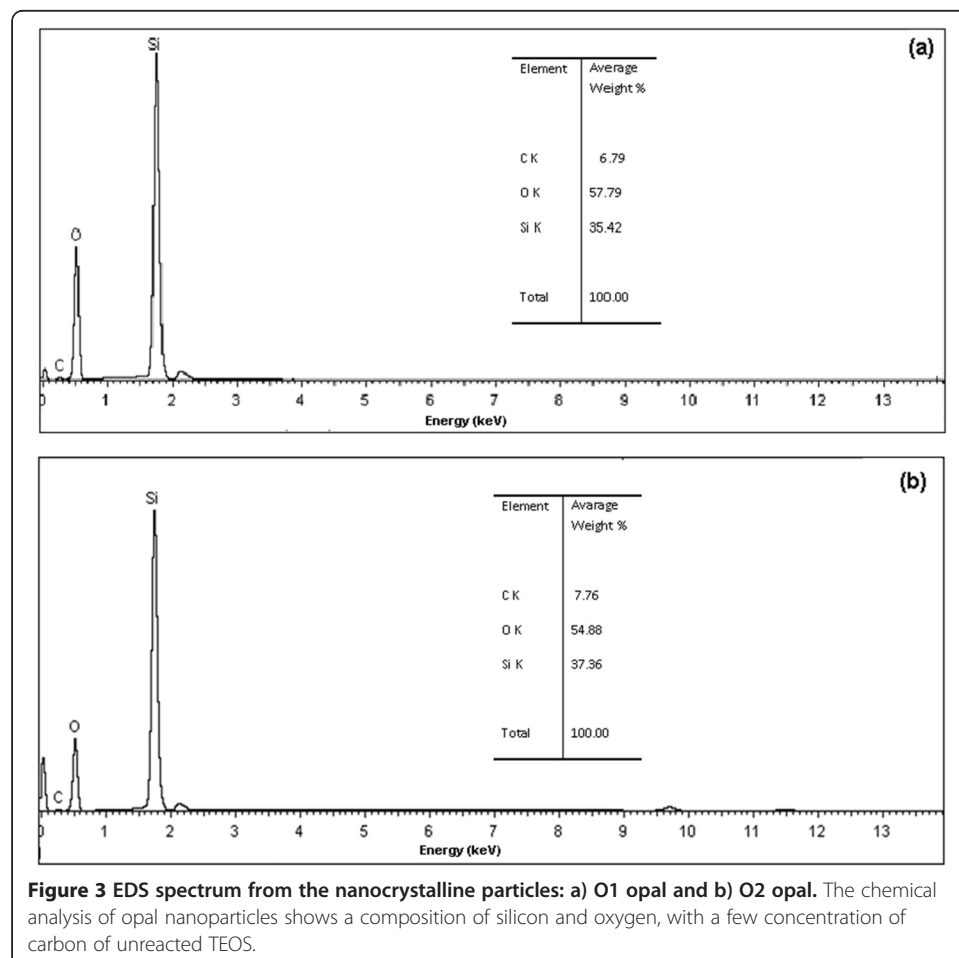 (a)
Si
O
C
Element Average
Weight %
C K 6.79
O K 57.79
Si K 35.42
Total 100.00
0 1 2 3 4 5 6 7 8 9 10 11 12 13
Energy (keV)
(b)
Si
O
C
Element Avarage
Weight %
C K 7.76
O K 54.88
Si K 37.36
Total 100.00
0 1 2 3 4 5 6 7 8 9 10 11 12 13
Energy (keV)
Figure 3 EDS spectrum from the nanocrystalline particles: a) O1 opal and b) O2 opal. The chemical
analysis of opal nanoparticles shows a composition of silicon and oxygen, with a few concentration of
carbon of unreacted TEOS.